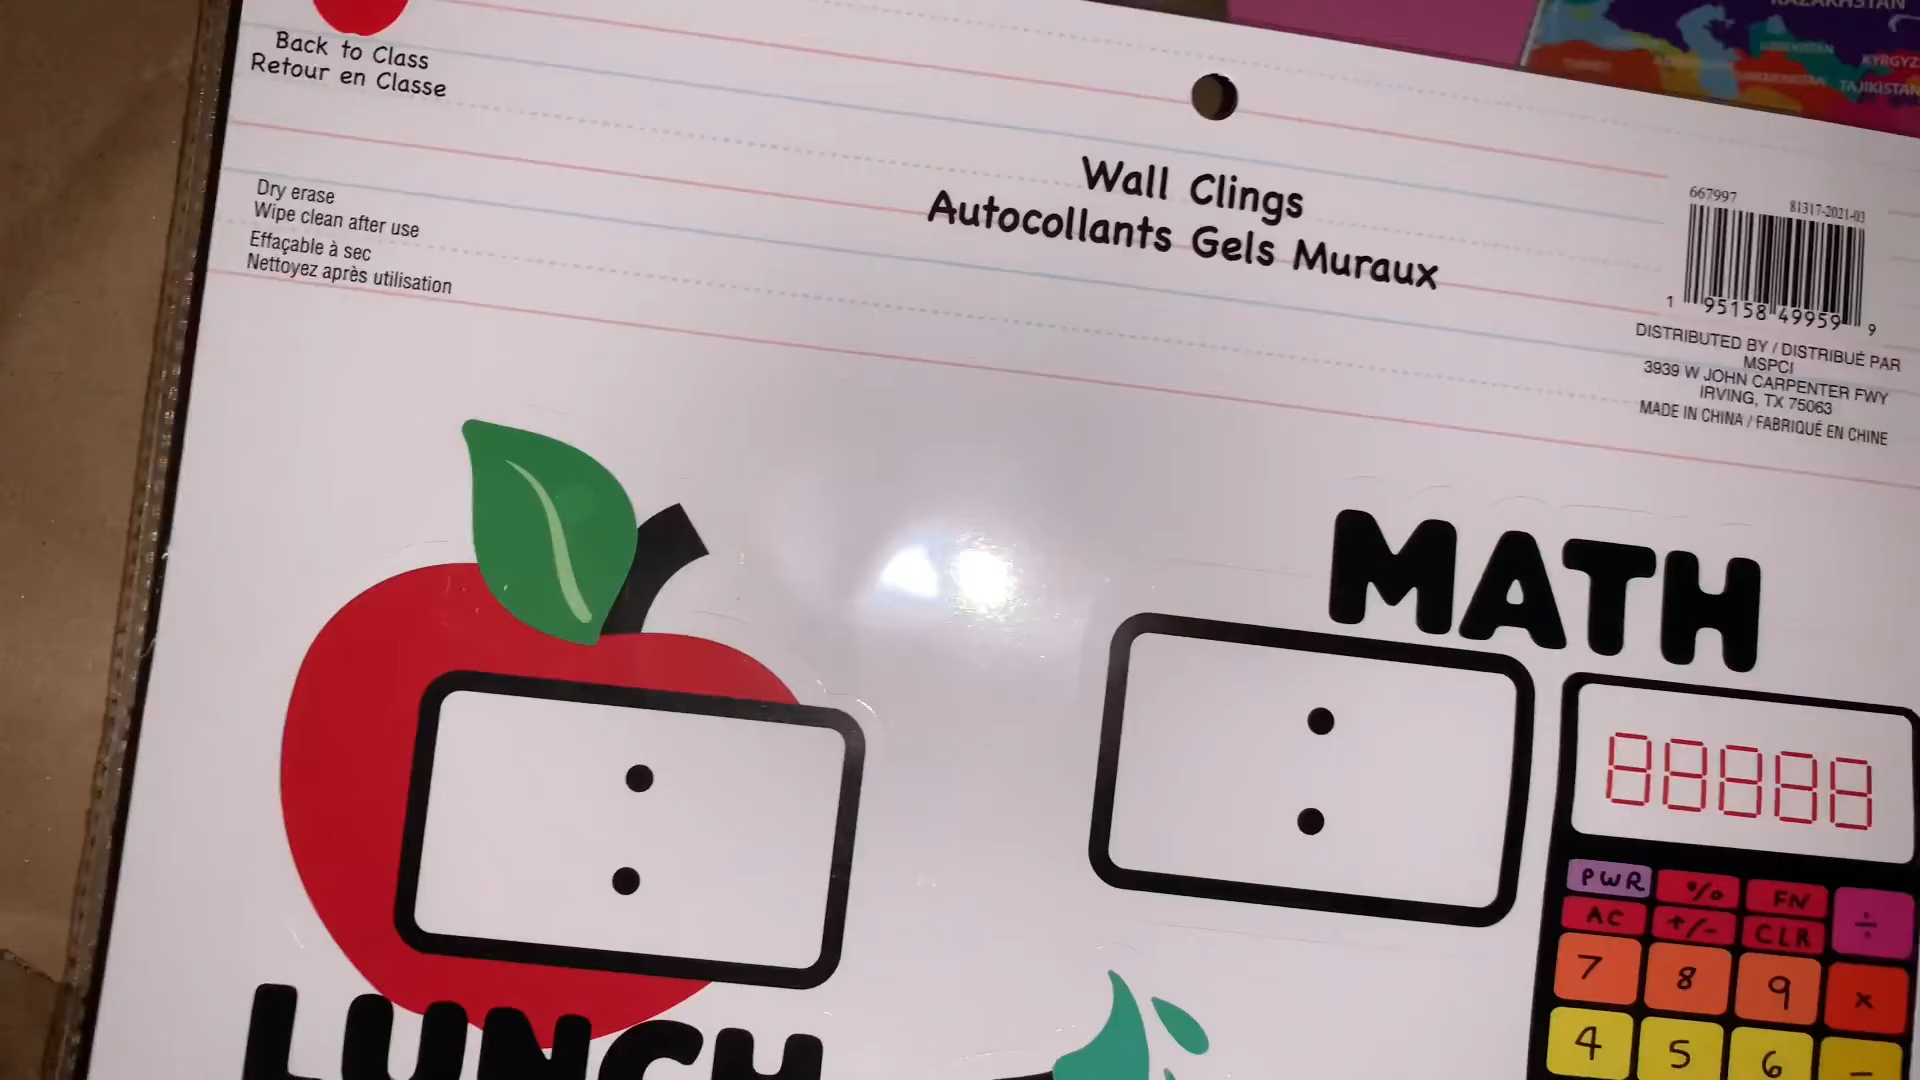 Back to Class
Retour en Classe
Dry erase
Wipe clean after use
Effaçable à sec
Nettoyez après utilisation
Wall Clings
Autocollants Gels Muraux
667997 81317-2021-03
1 95158 49959 9
DISTRIBUTED BY / DISTRIBUÉ PAR
MSPCI
3939 W JOHN CARPENTER FWY
IRVING, TX 75063
MADE IN CHINA / FABRIQUÉ EN CHINE
KAZAKHSTAN
KYRGYZ
TAJIKISTAN
MATH
:
:
88888
PWR % FN ÷
AC +/- CLR
7 8 9 x
4 5 6 −
LUNCH